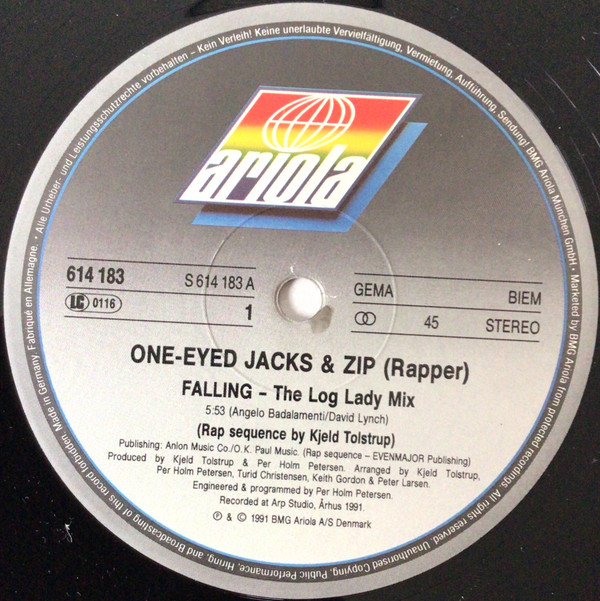 Alle Urheber- und Leistungsschutzrechte vorbehalten – Kein Verleih! Keine unerlaubte Vervielfältigung, Vermietung, Aufführung, Sendung! BMG Ariola München GmbH • Marketed by BMG Ariola
from protected recordings. All rights reserved. Unauthorised Copying, Public Performance, Hiring, and Broadcasting of this record forbidden. Made in Germany. Fabriqué en Allemagne. •
ariola
614 183
S 614 183 A
LC 0116
1
GEMA
BIEM
45
STEREO
ONE-EYED JACKS & ZIP (Rapper)
FALLING – The Log Lady Mix
5:53 (Angelo Badalamenti/David Lynch)
(Rap sequence by Kjeld Tolstrup)
Publishing: Anlon Music Co./O.K. Paul Music. (Rap sequence – EVENMAJOR Publishing)
Produced by Kjeld Tolstrup & Per Holm Petersen. Arranged by Kjeld Tolstrup,
Per Holm Petersen, Turid Christensen, Keith Gordon & Peter Larsen.
Engineered & programmed by Per Holm Petersen.
Recorded at Arp Studio, Århus 1991.
℗ & © 1991 BMG Ariola A/S Denmark